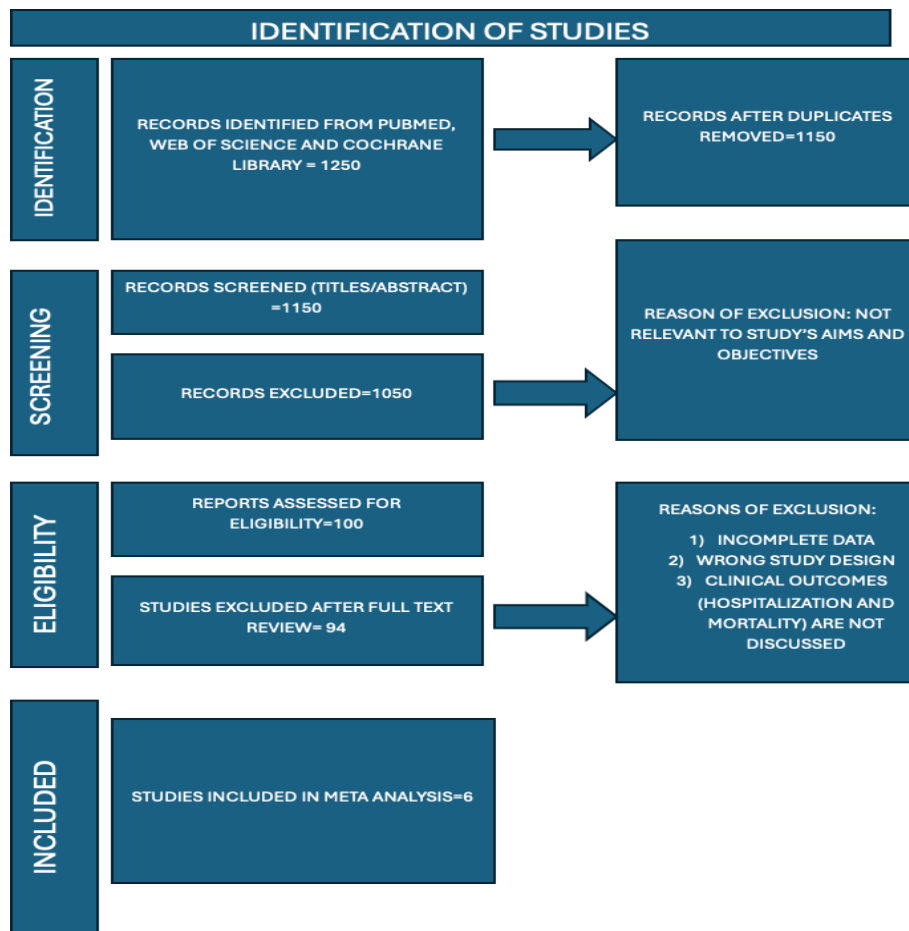 IDENTIFICATION OF STUDIES
IDENTIFICATION
RECORDS IDENTIFIED FROM PUBMED,
WEB OF SCIENCE AND COCHRANE
LIBRARY = 1250
RECORDS AFTER DUPLICATES
REMOVED=1150
SCREENING
RECORDS SCREENED (TITLES/ABSTRACT)
=1150
RECORDS EXCLUDED=1050
REASON OF EXCLUSION: NOT
RELEVANT TO STUDY'S AIMS AND
OBJECTIVES
ELIGIBILITY
REPORTS ASSESSED FOR
ELIGIBILITY=100
STUDIES EXCLUDED AFTER FULL TEXT
REVIEW= 94
REASONS OF EXCLUSION:
1) INCOMPLETE DATA
2) WRONG STUDY DESIGN
3) CLINICAL OUTCOMES
(HOSPITALIZATION AND
MORTALITY) ARE NOT
DISCUSSED
INCLUDED
STUDIES INCLUDED IN META ANALYSIS=6